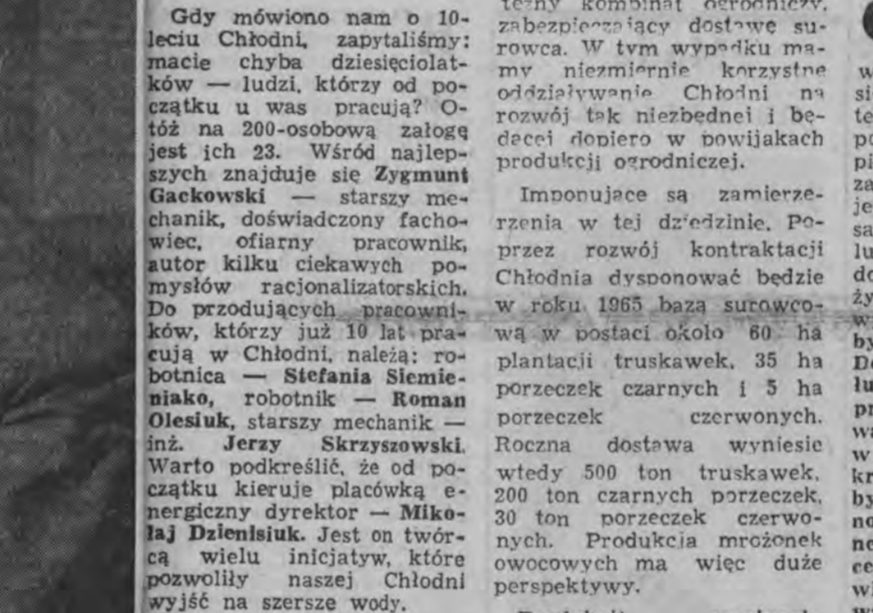 Gdy mówiono nam o 10-
leciu Chłodni, zapytaliśmy:
macie chyba dziesięciolat-
ków — ludzi, którzy od po-
czątku u was pracują? O-
tóż na 200-osobową załogę
jest ich 23. Wśród najlep-
szych znajduje się Zygmunt
Gackowski — starszy me-
chanik, doświadczony facho-
wiec, ofiarny pracownik,
autor kilku ciekawych po-
mysłów racjonalizatorskich.
Do przodujących pracowni-
ków, którzy już 10 lat pra-
cują w Chłodni, należą: ro-
botnica — Stefania Siemie-
niako, robotnik — Roman
Olesiuk, starszy mechanik —
inż. Jerzy Skrzyszowski.
Warto podkreślić, że od po-
czątku kieruje placówką e-
nergiczny dyrektor — Miko-
łaj Dzienisiuk. Jest on twór-
cą wielu inicjatyw, które
pozwoliły naszej Chłodni
wyjść na szersze wody.
kombinat ogrodniczy,
zabezpieczający dostawę su-
rowca. W tym wypadku ma-
my niezmiernie korzystne
oddziaływanie Chłodni na
rozwój tak niezbędnej i bę-
dącej dopiero w powijakach
produkcji ogrodniczej.
Imponujące są zamierze-
rzenia w tej dziedzinie. Po-
przez rozwój kontraktacji
Chłodnia dysponować będzie
w roku 1965 bazą surowco-
wą w postaci około 60 ha
plantacji truskawek, 35 ha
porzeczek czarnych i 5 ha
porzeczek czerwonych.
Roczna dostawa wyniesie
wtedy 500 ton truskawek,
200 ton czarnych porzeczek,
30 ton porzeczek czerwo-
nych. Produkcja mrożonek
owocowych ma więc duże
perspektywy.